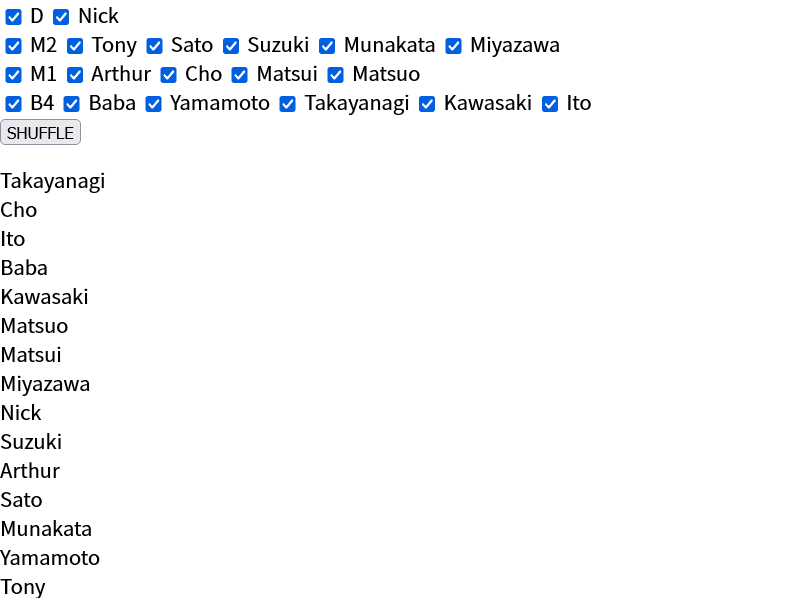 D Nick
M2 Tony Sato Suzuki Munakata Miyazawa
M1 Arthur Cho Matsui Matsuo
B4 Baba Yamamoto Takayanagi Kawasaki Ito
SHUFFLE
Takayanagi
Cho
Ito
Baba
Kawasaki
Matsuo
Matsui
Miyazawa
Nick
Suzuki
Arthur
Sato
Munakata
Yamamoto
Tony